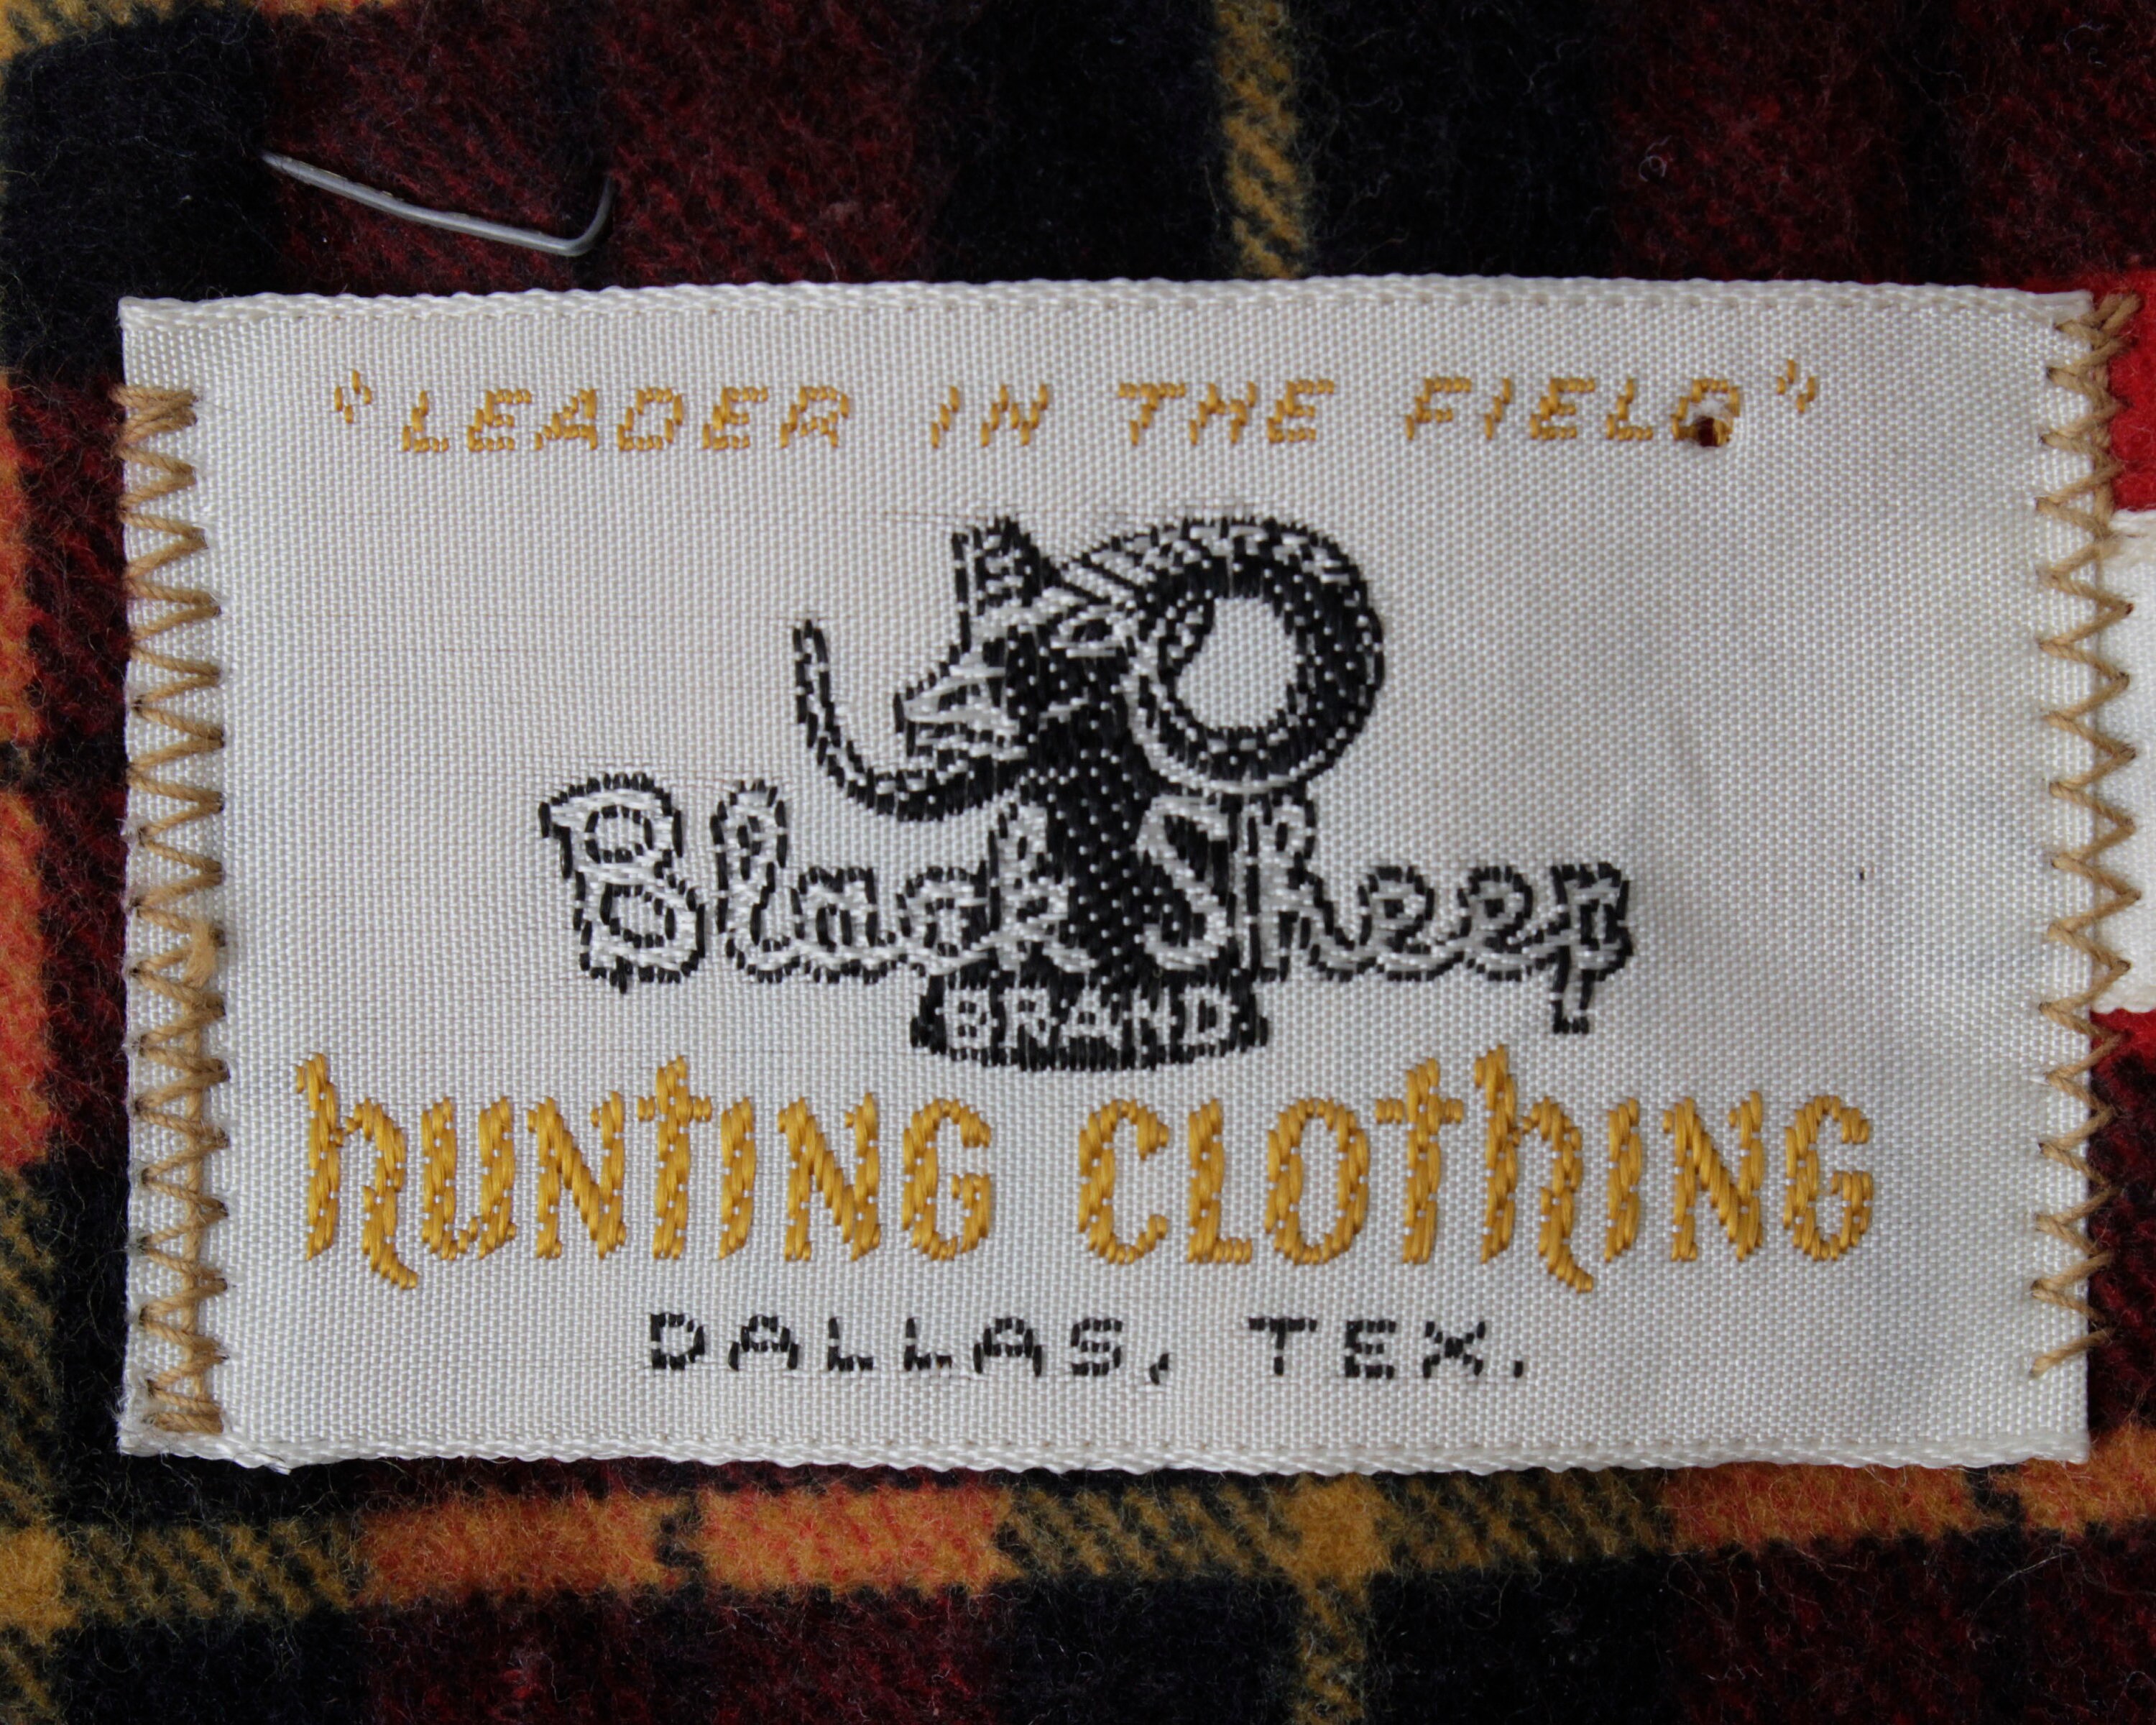 "LEADER IN THE FIELD"
Black Sheep
BRAND
hUNtING CLOthING
DALLAS, TEX.